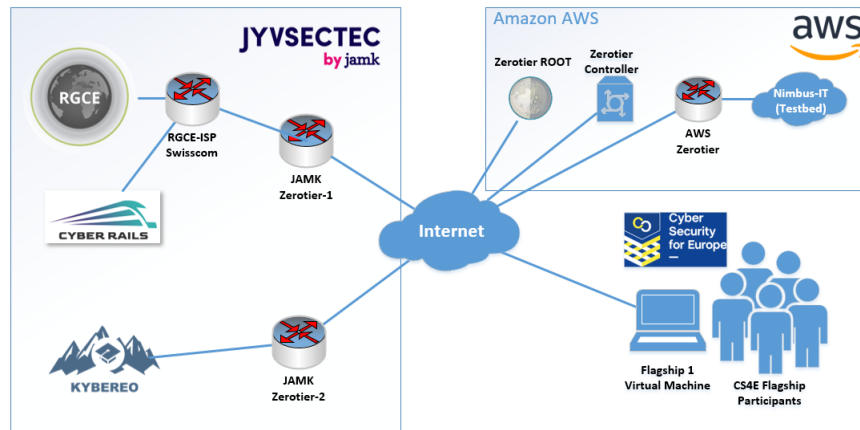 JYVSECTEC
by jamk
RGCE
RGCE-ISP
Swisscom
JAMK
Zerotier-1
CYBER RAILS
KYBEREO
JAMK
Zerotier-2
Internet
Amazon AWS
aws
Zerotier ROOT
Zerotier
Controller
AWS
Zerotier
Nimbus-IT
(Testbed)
Cyber
Security
for Europe
Flagship 1
Virtual Machine
CS4E Flagship
Participants